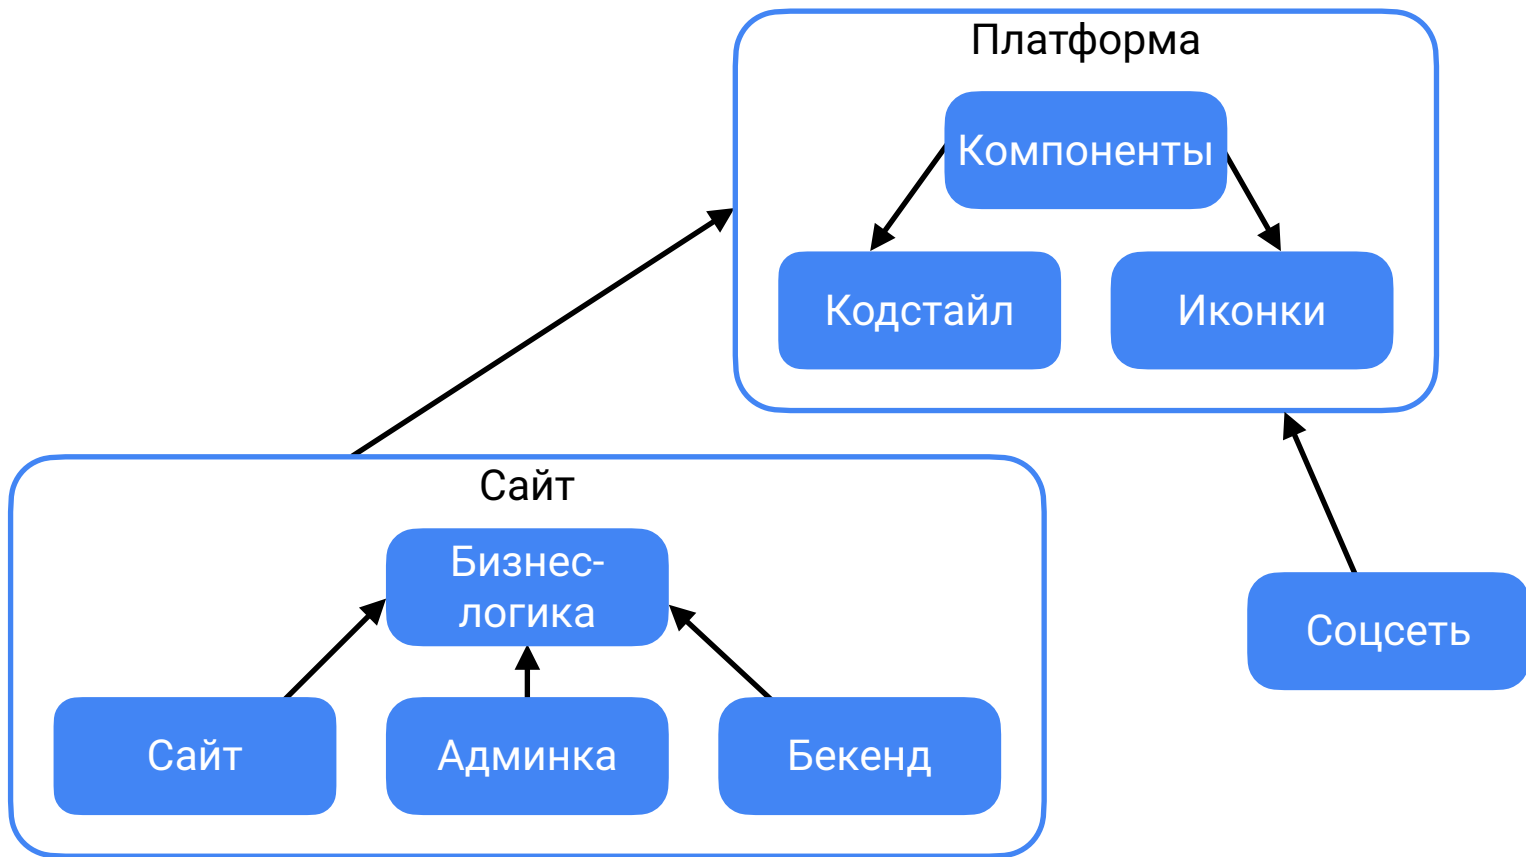 Платформа
Компоненты
Кодстайл
Иконки
Сайт
Бизнес-
логика
Соцсеть
Сайт
Админка
Бекенд